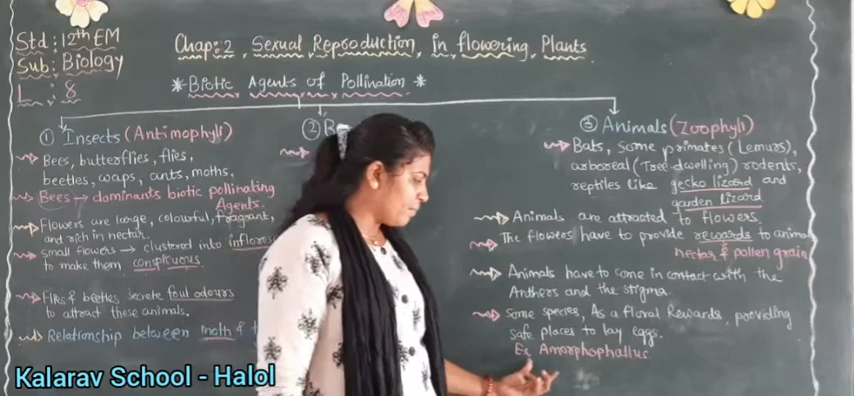 Std : 12th EM
Sub : Biology
L : 8
Chap: 2, Sexual Reproduction, in flowering, Plants
* Biotic, Agents of Pollination *
① Insects (Antimophyli)
Bees, butterflies, flies,
beetles, waps, ants, moths,
Bees → dominants biotic pollinating
Agents.
Flowers are large, colourful, fragrant,
and rich in nectar.
Small flowers → clustered into inflores
to make them conspicuous.
Flies & beetles secrete foul odours
to attract these animals.
Relationship between moth &
② B
③ Animals (Zoophyli)
Bats, Some primates (Lemurs),
arboreal (Tree-dwelling) rodents,
reptiles like gecko lizard and
garden lizard
Animals are attracted to flowers.
The flowers have to provide rewards to animal
nectar & pollen grain
Animals have to come in contact with the
Anthers and the stigma.
Some species, As a floral Rewards, providing
safe places to lay eggs.
Ex Amorphophallus
Kalarav School - Halol